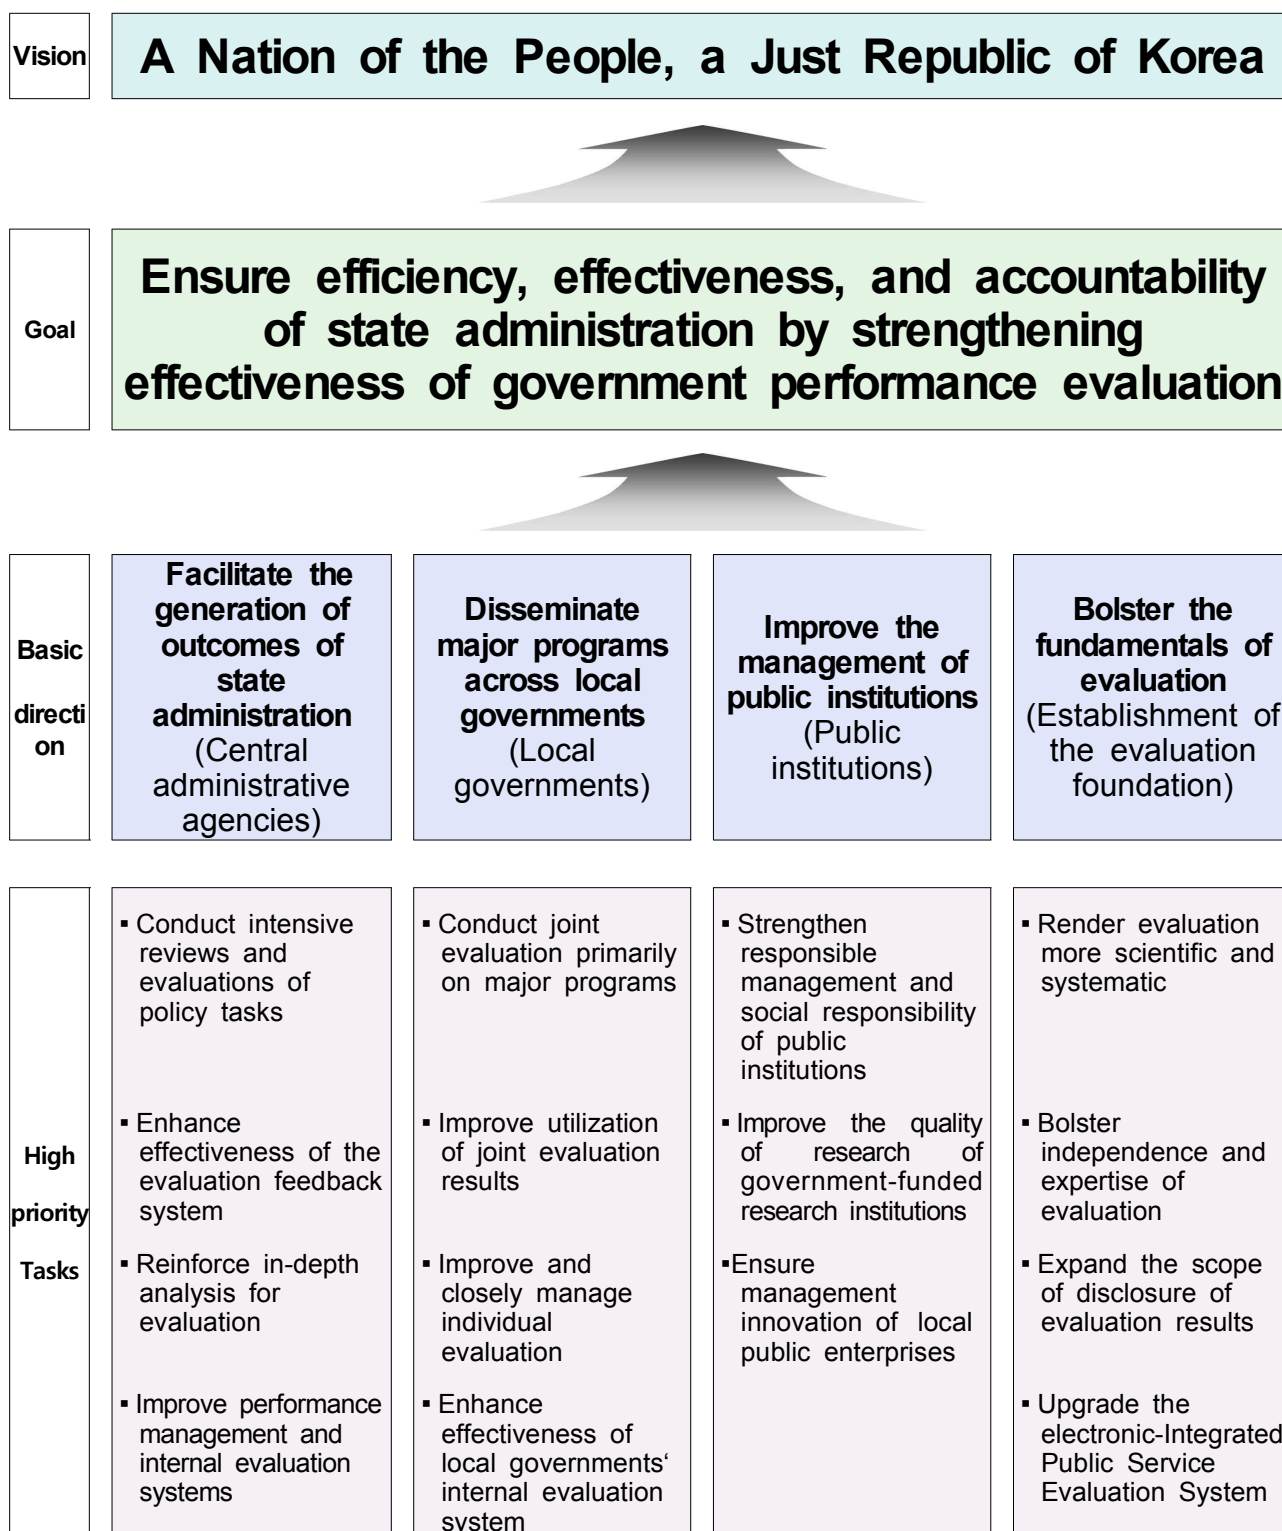 Vision
A Nation of the People, a Just Republic of Korea
Goal
Ensure efficiency, effectiveness, and accountability
of state administration by strengthening
effectiveness of government performance evaluation
Basic
directi
on
Facilitate the
generation of
outcomes of
state
administration
(Central
administrative
agencies)
Disseminate
major programs
across local
governments
(Local
governments)
Improve the
management of
public institutions
(Public
institutions)
Bolster the
fundamentals of
evaluation
(Establishment of
the evaluation
foundation)
High
priority
Tasks
▪ Conduct intensive
reviews and
evaluations of
policy tasks
▪ Enhance
effectiveness of the
evaluation feedback
system
▪ Reinforce in-depth
analysis for
evaluation
▪ Improve performance
management and
internal evaluation
systems
▪ Conduct joint
evaluation primarily
on major programs
▪ Improve utilization
of joint evaluation
results
▪ Improve and
closely manage
individual
evaluation
▪ Enhance
effectiveness of
local governments‘
internal evaluation
system
▪ Strengthen
responsible
management and
social responsibility
of public
institutions
▪ Improve the quality
of research of
government-funded
research institutions
▪Ensure
management
innovation of local
public enterprises
▪ Render evaluation
more scientific and
systematic
▪ Bolster
independence and
expertise of
evaluation
▪ Expand the scope
of disclosure of
evaluation results
▪ Upgrade the
electronic-Integrated
Public Service
Evaluation System